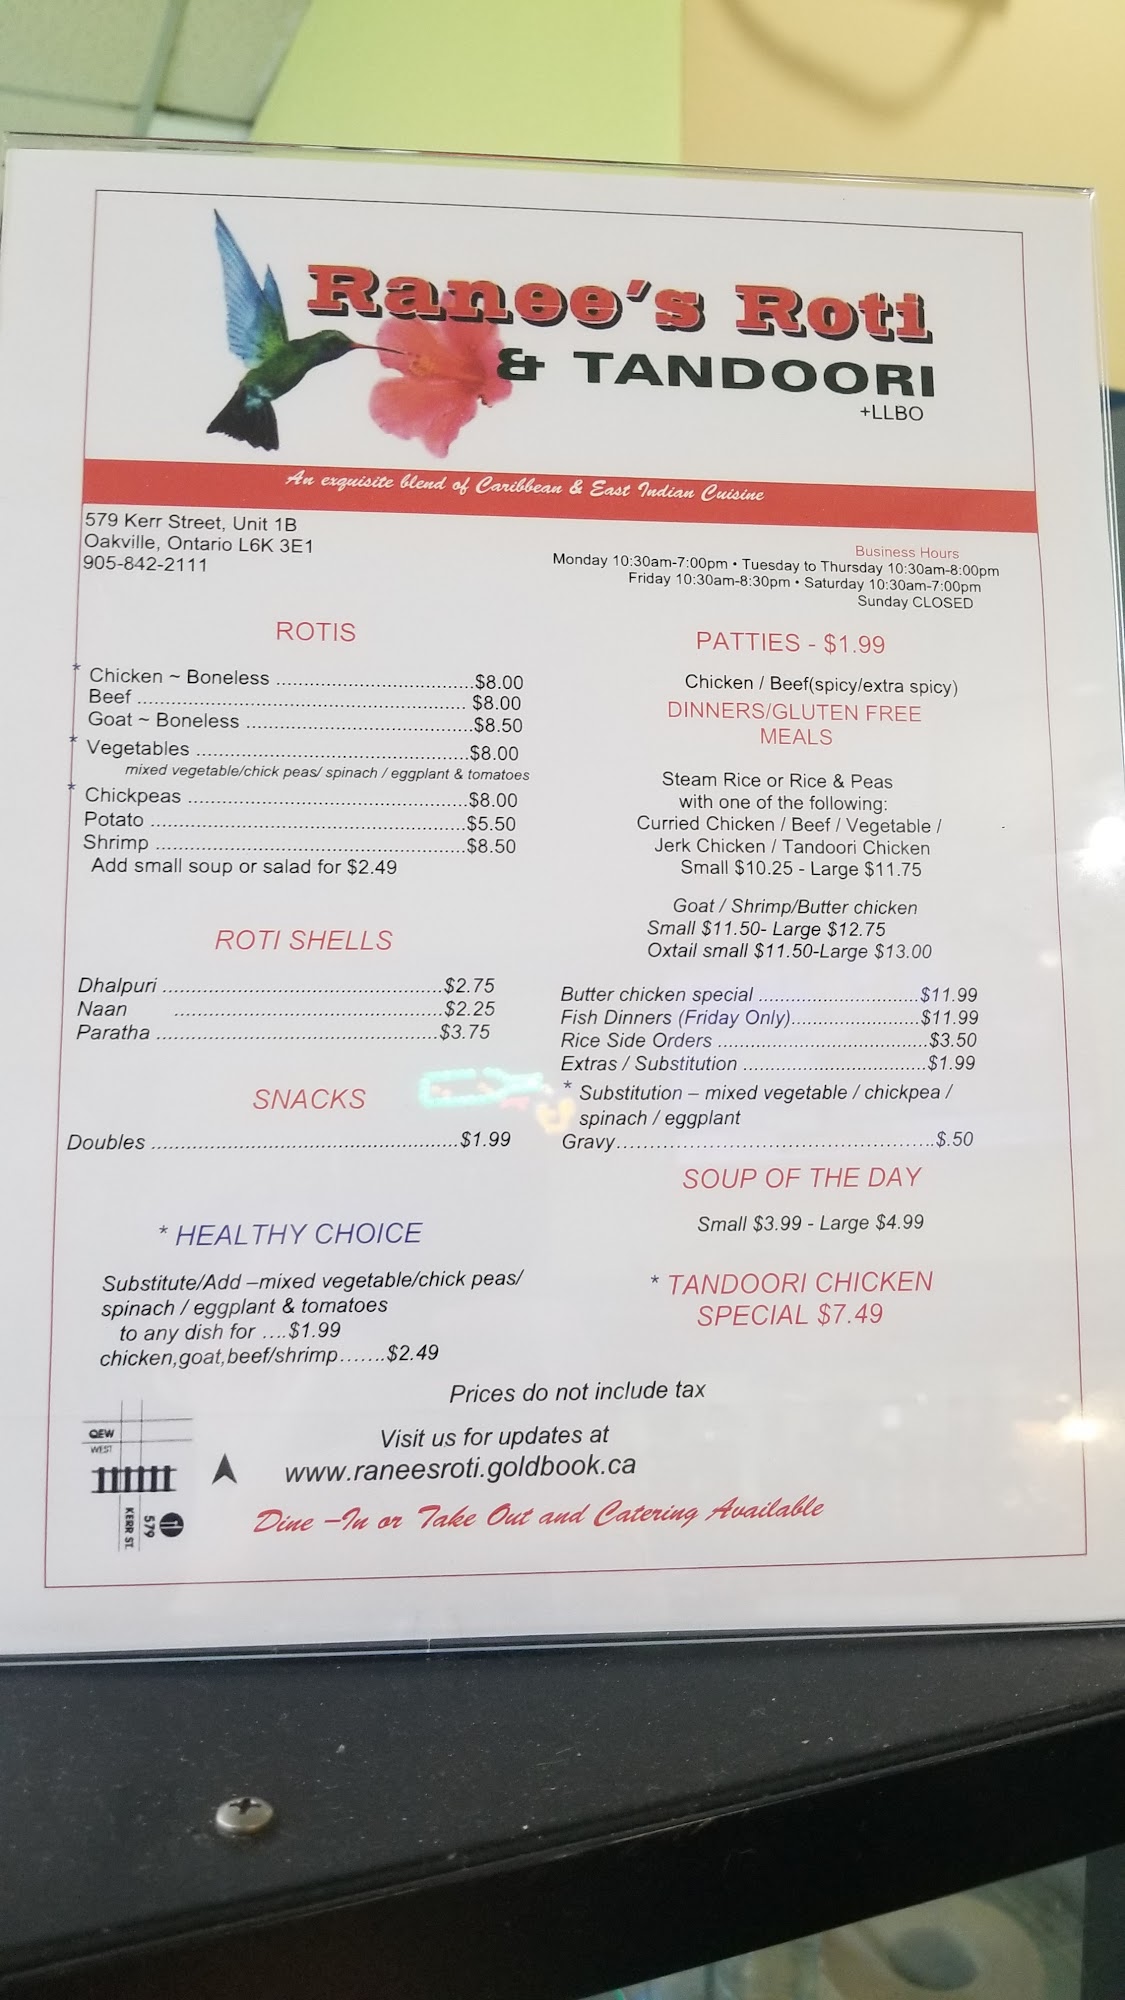 Ranee's Roti
& TANDOORI
+LLBO
An exquisite blend of Caribbean & East Indian Cuisine
579 Kerr Street, Unit 1B
Oakville, Ontario L6K 3E1
905-842-2111
Business Hours
Monday 10:30am-7:00pm • Tuesday to Thursday 10:30am-8:00pm
Friday 10:30am-8:30pm • Saturday 10:30am-7:00pm
Sunday CLOSED
ROTIS
* Chicken ~ Boneless ........................ $8.00
Beef ........................ $8.00
Goat ~ Boneless ........................ $8.50
* Vegetables ........................ $8.00
mixed vegetable/chick peas/ spinach / eggplant & tomatoes
* Chickpeas ........................ $8.00
Potato ........................ $5.50
Shrimp ........................ $8.50
Add small soup or salad for $2.49
ROTI SHELLS
Dhalpuri ........................ $2.75
Naan ........................ $2.25
Paratha ........................ $3.75
SNACKS
Doubles ........................ $1.99
* HEALTHY CHOICE
Substitute/Add –mixed vegetable/chick peas/
spinach / eggplant & tomatoes
to any dish for ....$1.99
chicken,goat,beef/shrimp.......$2.49
PATTIES - $1.99
Chicken / Beef(spicy/extra spicy)
DINNERS/GLUTEN FREE
MEALS
Steam Rice or Rice & Peas
with one of the following:
Curried Chicken / Beef / Vegetable /
Jerk Chicken / Tandoori Chicken
Small $10.25 - Large $11.75
Goat / Shrimp/Butter chicken
Small $11.50- Large $12.75
Oxtail small $11.50-Large $13.00
Butter chicken special ........................ $11.99
Fish Dinners (Friday Only)........................ $11.99
Rice Side Orders ........................ $3.50
Extras / Substitution ........................ $1.99
* Substitution – mixed vegetable / chickpea /
spinach / eggplant
Gravy........................ $.50
SOUP OF THE DAY
Small $3.99 - Large $4.99
* TANDOORI CHICKEN
SPECIAL $7.49
Prices do not include tax
Visit us for updates at
www.raneesroti.goldbook.ca
Dine –In or Take Out and Catering Available
QEW
WEST
KERR ST.
579